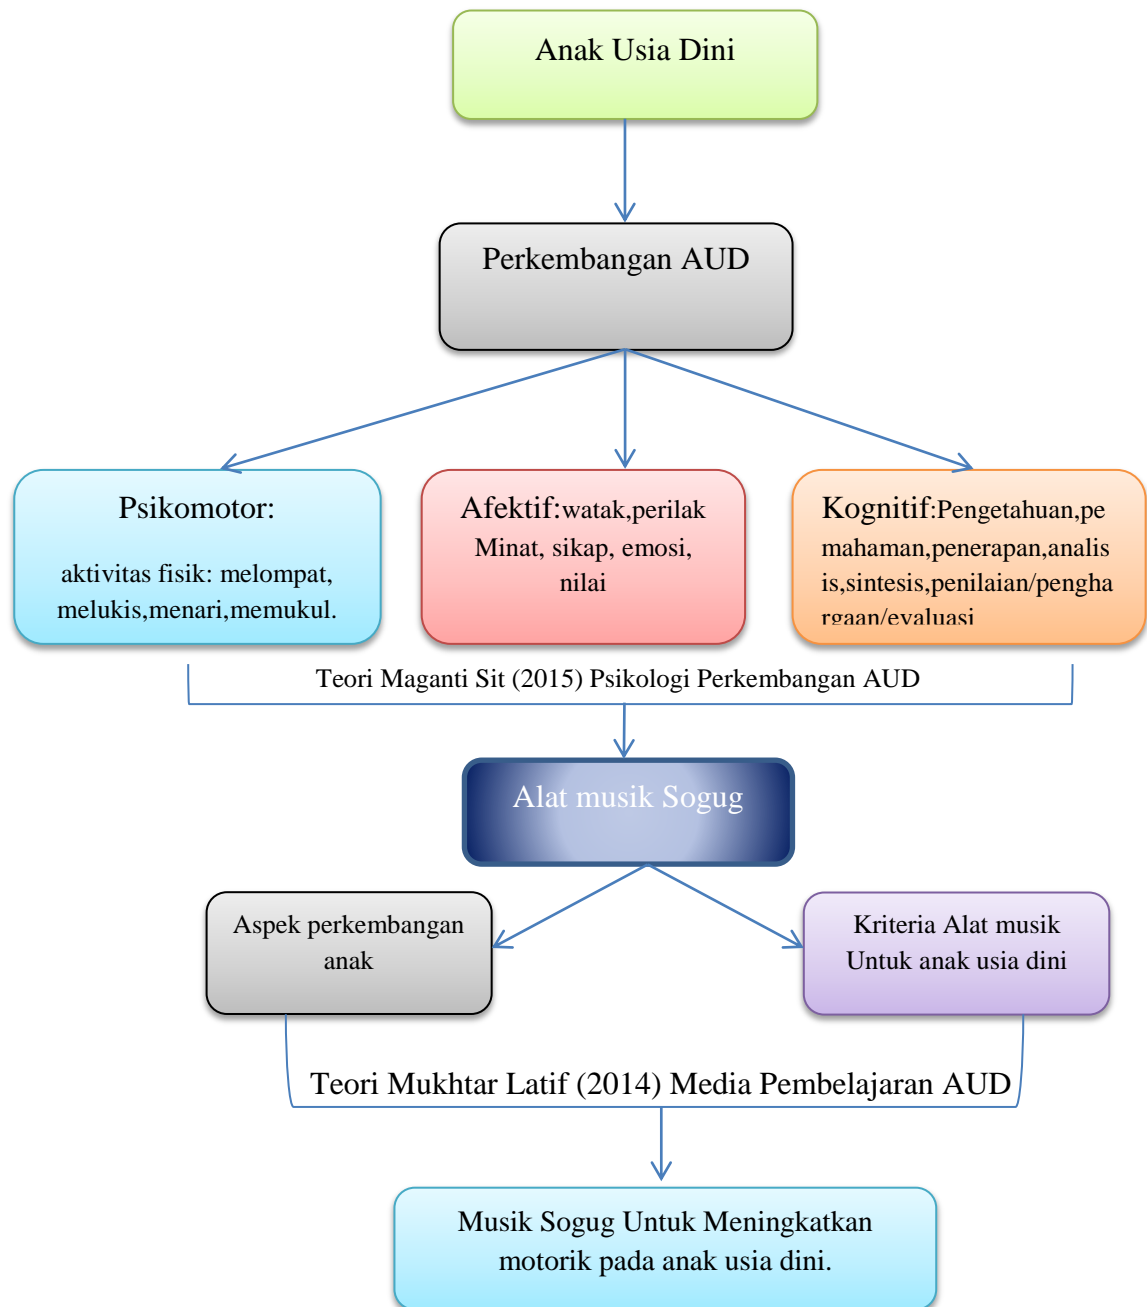 Anak Usia Dini
Perkembangan AUD
Psikomotor:
aktivitas fisik: melompat,
melukis,menari,memukul.
Afektif:watak,perilak
Minat, sikap, emosi,
nilai
Kognitif:Pengetahuan,pe
mahaman,penerapan,analis
is,sintesis,penilaian/pengha
rgaan/evaluasi
Teori Maganti Sit (2015) Psikologi Perkembangan AUD
Alat musik Sogug
Aspek perkembangan
anak
Kriteria Alat musik
Untuk anak usia dini
Teori Mukhtar Latif (2014) Media Pembelajaran AUD
Musik Sogug Untuk Meningkatkan
motorik pada anak usia dini.